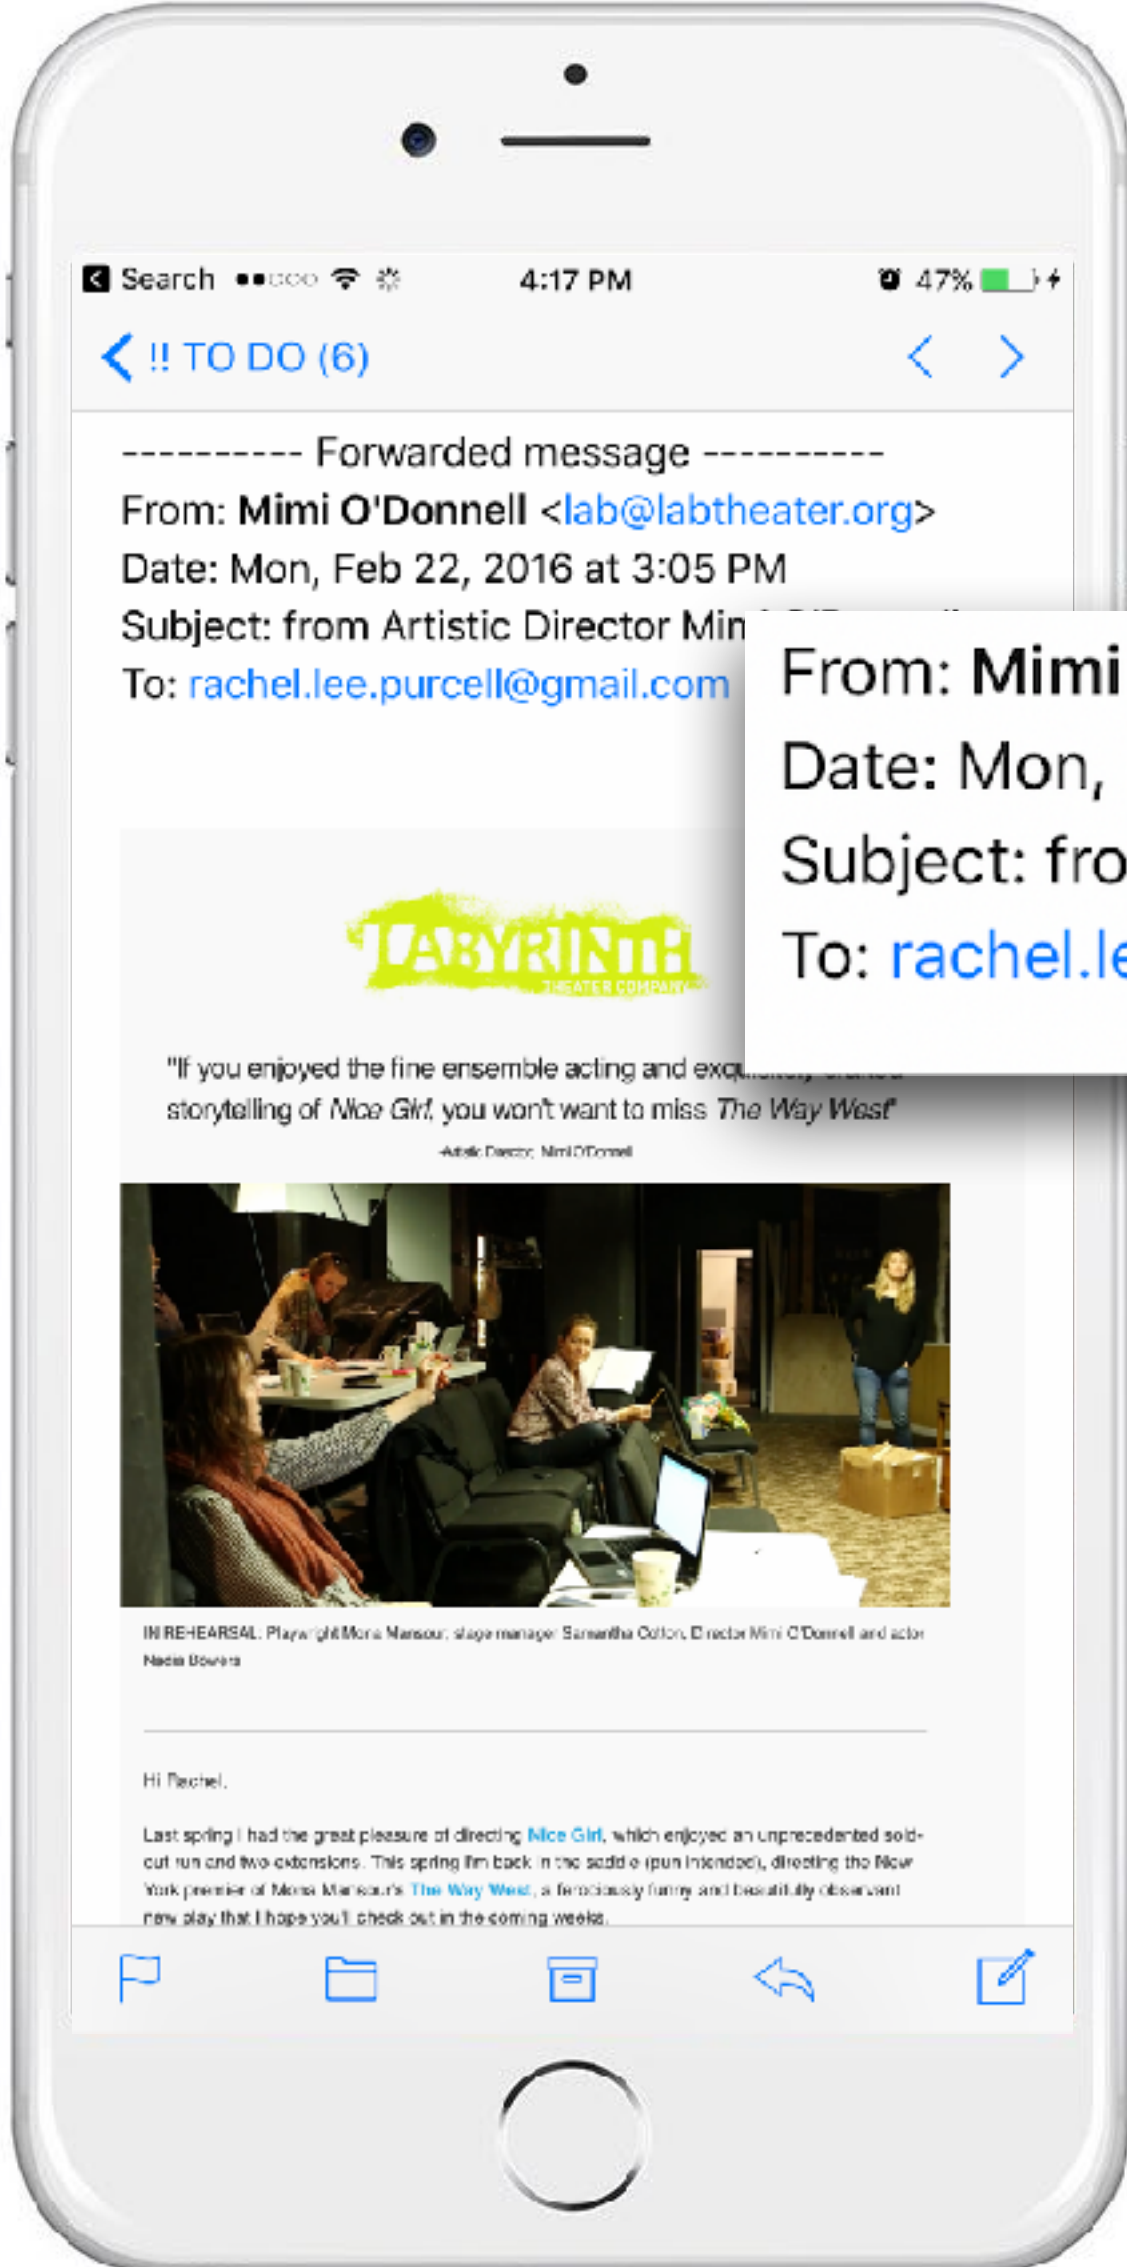 Search 4:17 PM 47%
!! TO DO (6)
---------- Forwarded message ----------
From: Mimi O'Donnell <lab@labtheater.org>
Date: Mon, Feb 22, 2016 at 3:05 PM
Subject: from Artistic Director Mim
To: rachel.lee.purcell@gmail.com
From: Mimi
Date: Mon,
Subject: fro
To: rachel.le
LABYRINTH
THEATER COMPANY
"If you enjoyed the fine ensemble acting and exquisitely crafted
storytelling of Nice Girl, you won't want to miss The Way West"
-Artistic Director, Mimi O'Donnell
IN REHEARSAL: Playwright Mona Mansour, stage manager Samantha Cotton, Director Mimi O'Donnell and actor
Nadia Bowers
Hi Rachel,
Last spring I had the great pleasure of directing Nice Girl, which enjoyed an unprecedented sold-
out run and two extensions. This spring I'm back in the saddle (pun intended), directing the New
York premier of Mona Mansour's The Way West, a ferociously funny and beautifully observant
new play that I hope you'll check out in the coming weeks.